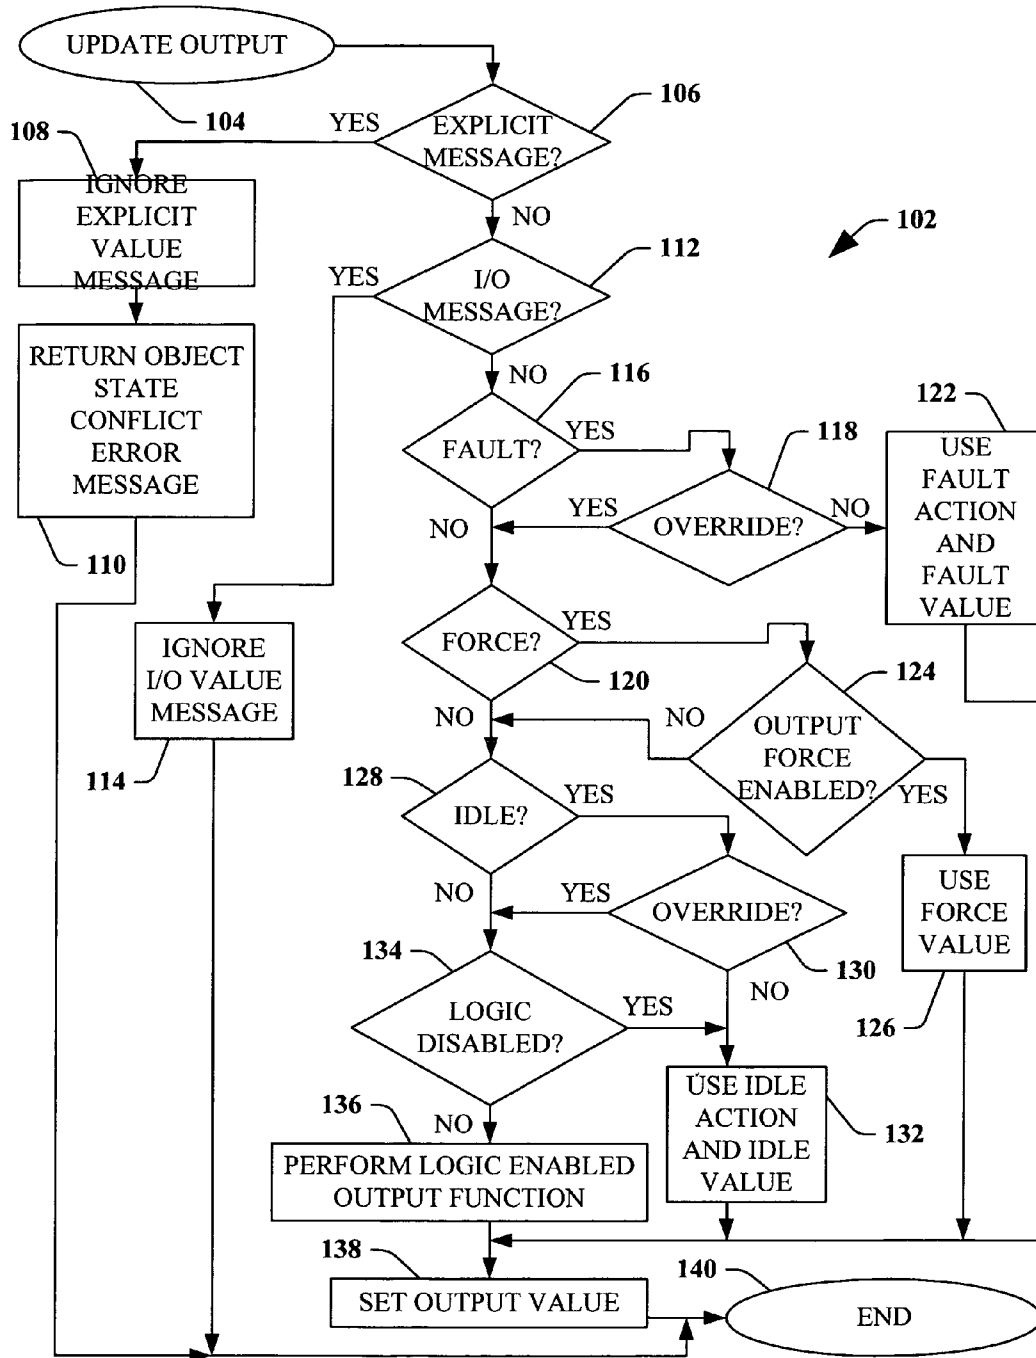 UPDATE OUTPUT
104
106
YES
EXPLICIT
MESSAGE?
108
IGNORE
EXPLICIT
VALUE
MESSAGE
NO
102
112
YES
I/O
MESSAGE?
RETURN OBJECT
STATE
CONFLICT
ERROR
MESSAGE
110
NO
116
FAULT?
YES
118
122
YES
OVERRIDE?
NO
USE
FAULT
ACTION
AND
FAULT
VALUE
NO
FORCE?
YES
120
124
IGNORE
I/O VALUE
MESSAGE
114
NO
NO
OUTPUT
FORCE
ENABLED?
YES
128
IDLE?
YES
NO
YES
OVERRIDE?
130
USE
FORCE
VALUE
126
134
LOGIC
DISABLED?
YES
NO
USE IDLE
ACTION
AND IDLE
VALUE
132
136
NO
PERFORM LOGIC ENABLED
OUTPUT FUNCTION
138
SET OUTPUT VALUE
140
END